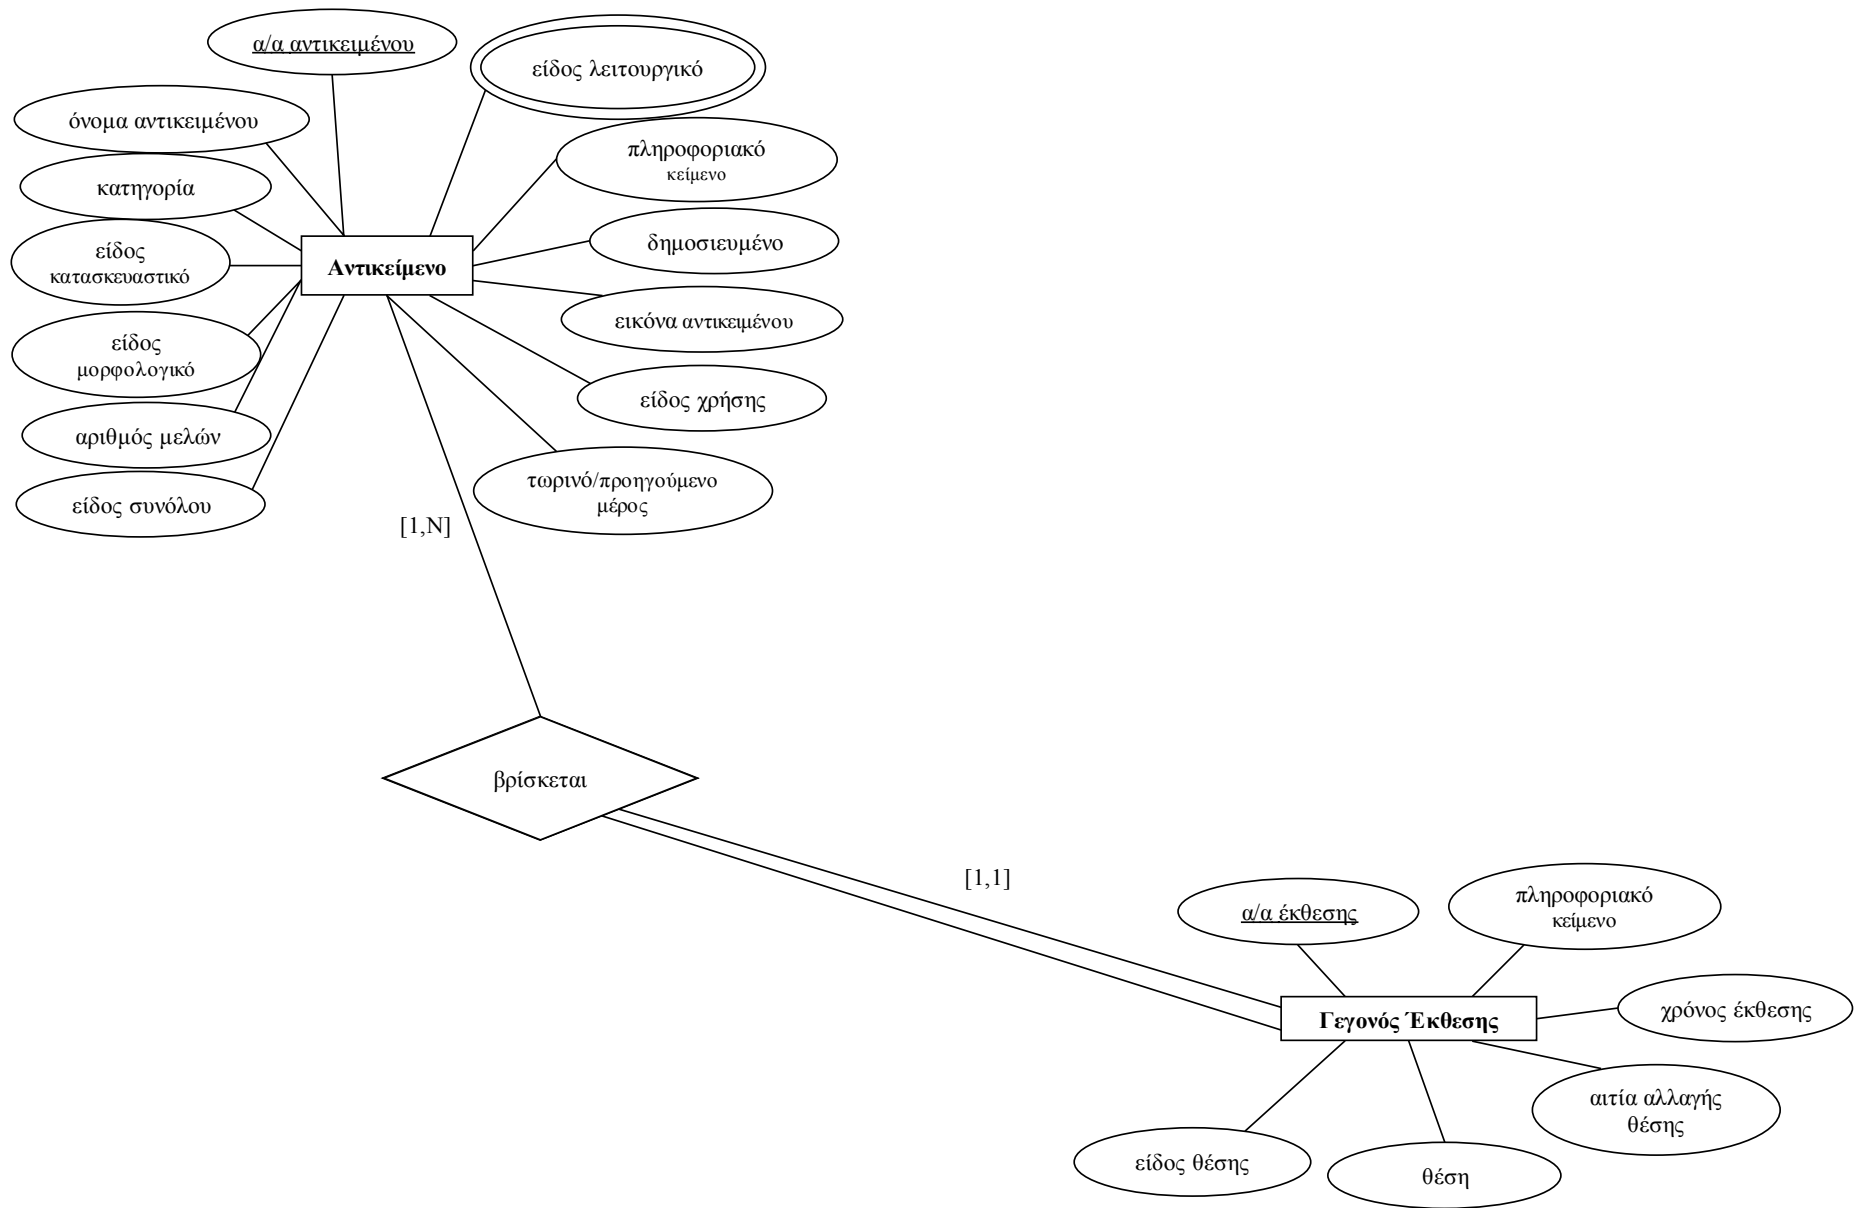 α/α αντικειμένου
είδος λειτουργικό
όνομα αντικειμένου
πληροφοριακό
κείμενο
κατηγορία
δημοσιευμένο
είδος
κατασκευαστικό
Αντικείμενο
εικόνα αντικειμένου
είδος
μορφολογικό
είδος χρήσης
αριθμός μελών
τωρινό/προηγούμενο
μέρος
είδος συνόλου
[1,N]
βρίσκεται
[1,1]
α/α έκθεσης
πληροφοριακό
κείμενο
Γεγονός Έκθεσης
χρόνος έκθεσης
αιτία αλλαγής
θέσης
είδος θέσης
θέση